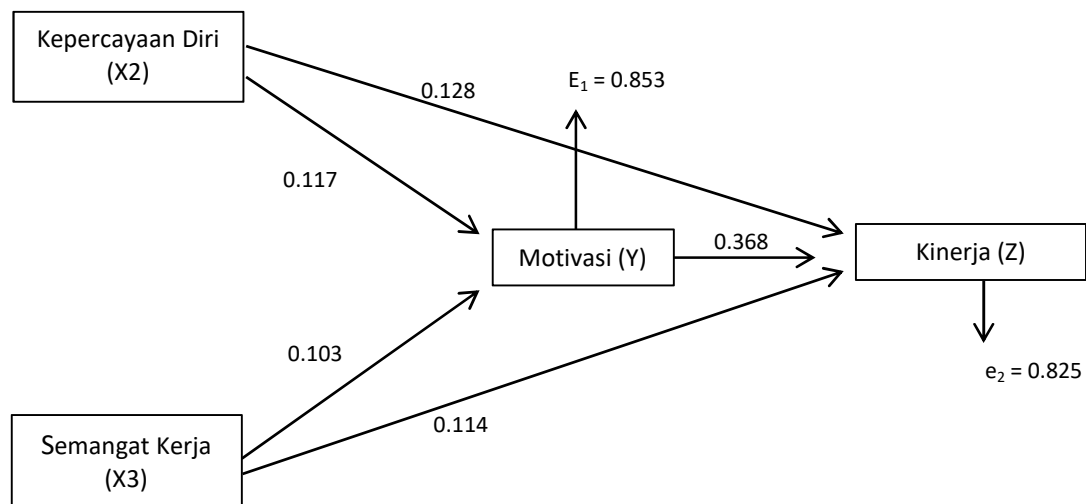 Kepercayaan Diri
(X2)
0.128
E₁ = 0.853
0.117
Motivasi (Y)
0.368
Kinerja (Z)
0.103
0.114
e₂ = 0.825
Semangat Kerja
(X3)